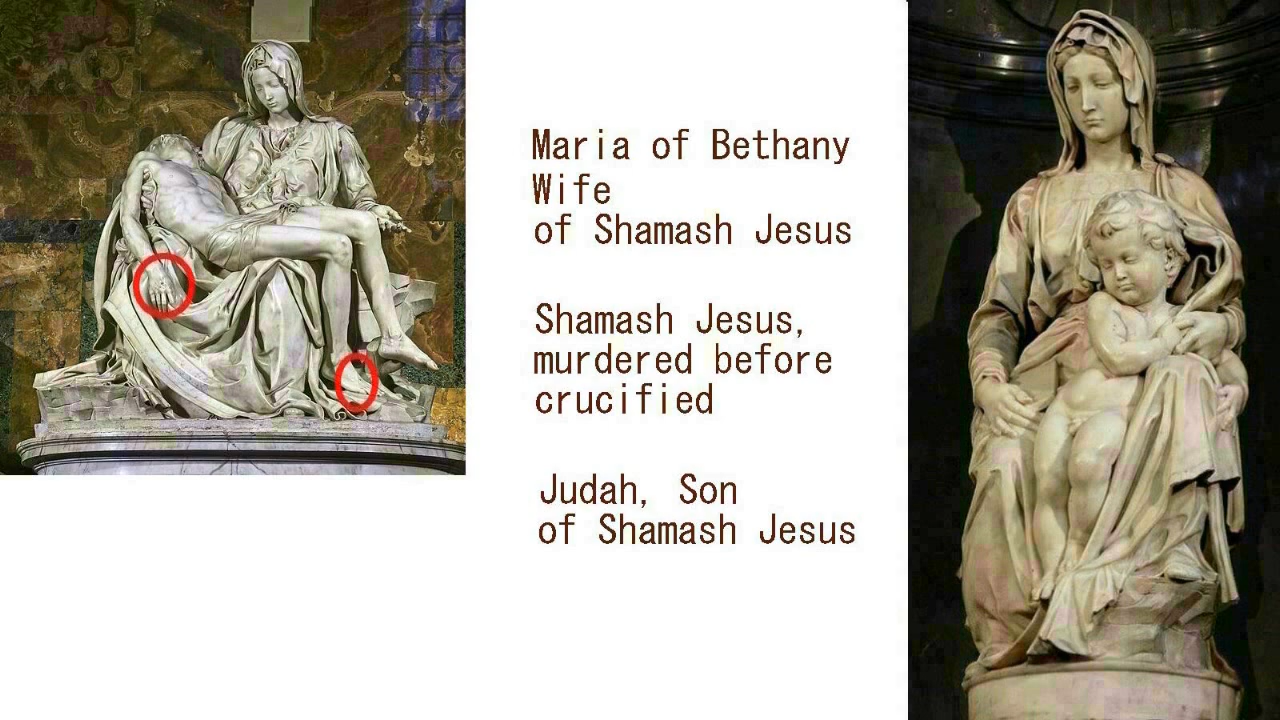 Maria of Bethany
Wife
of Shamash Jesus
Shamash Jesus,
murdered before
crucified
Judah, Son
of Shamash Jesus